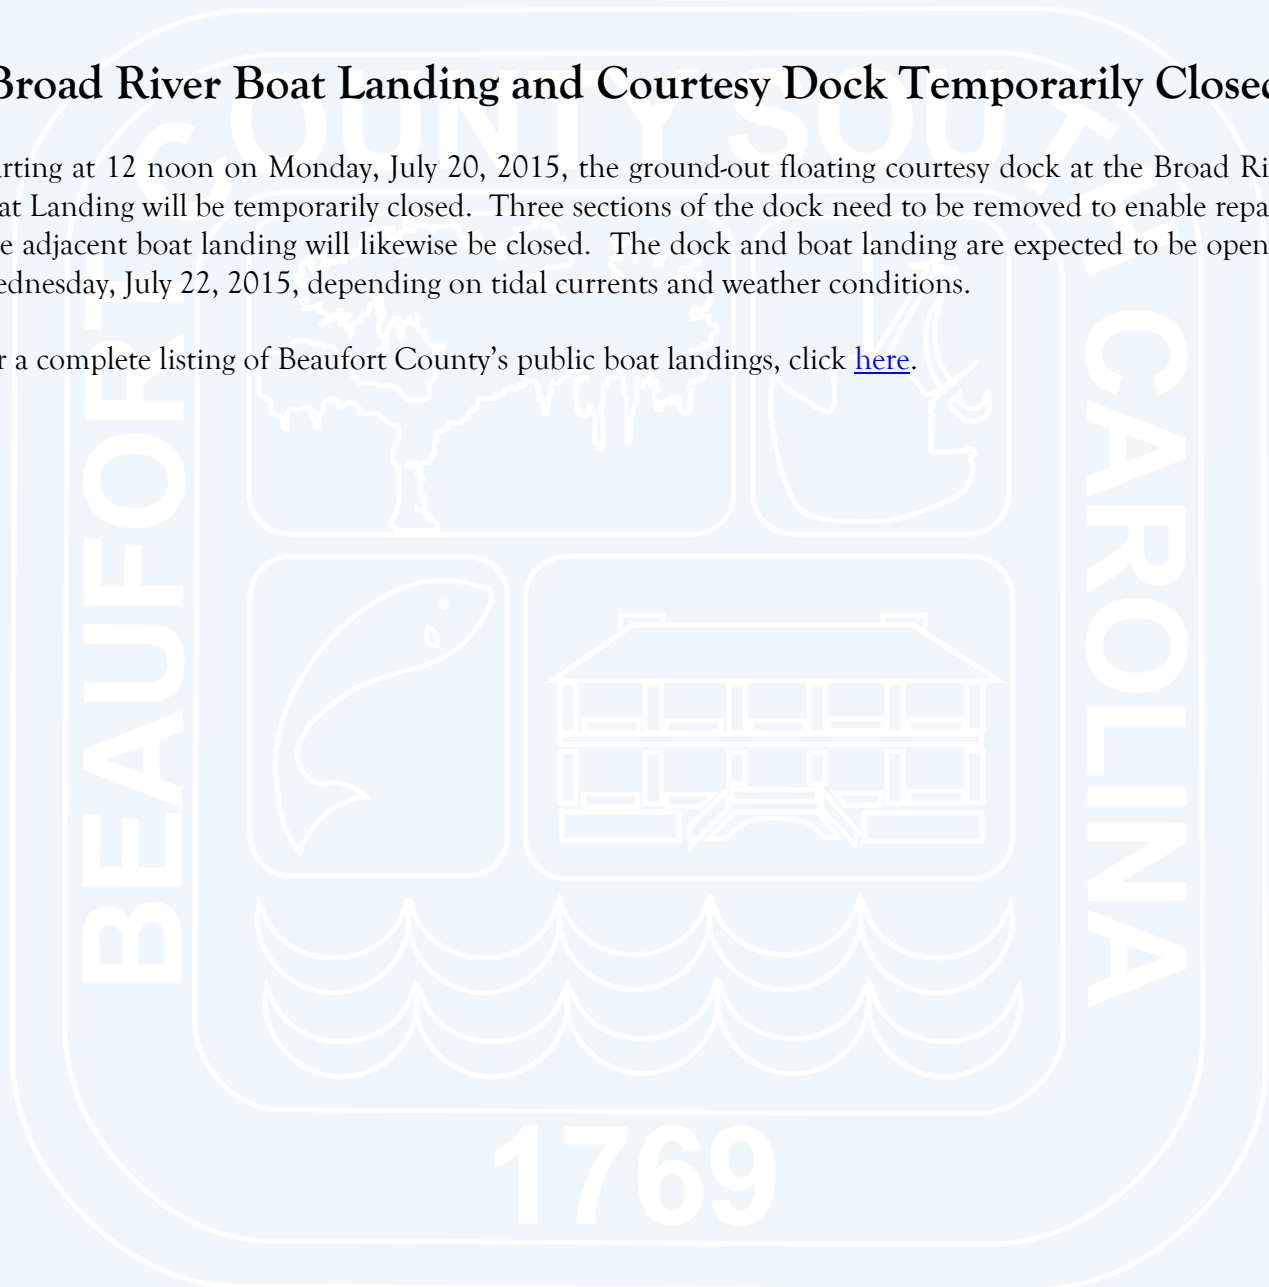 Broad River Boat Landing and Courtesy Dock Temporarily Closed
rting at 12 noon on Monday, July 20, 2015, the ground-out floating courtesy dock at the Broad Ri
at Landing will be temporarily closed.  Three sections of the dock need to be removed to enable repa
e adjacent boat landing will likewise be closed.  The dock and boat landing are expected to be open
ednesday, July 22, 2015, depending on tidal currents and weather conditions.
r a complete listing of Beaufort County’s public boat landings, click here.
BEAUFORT COUNTY SOUTH CAROLINA
1769